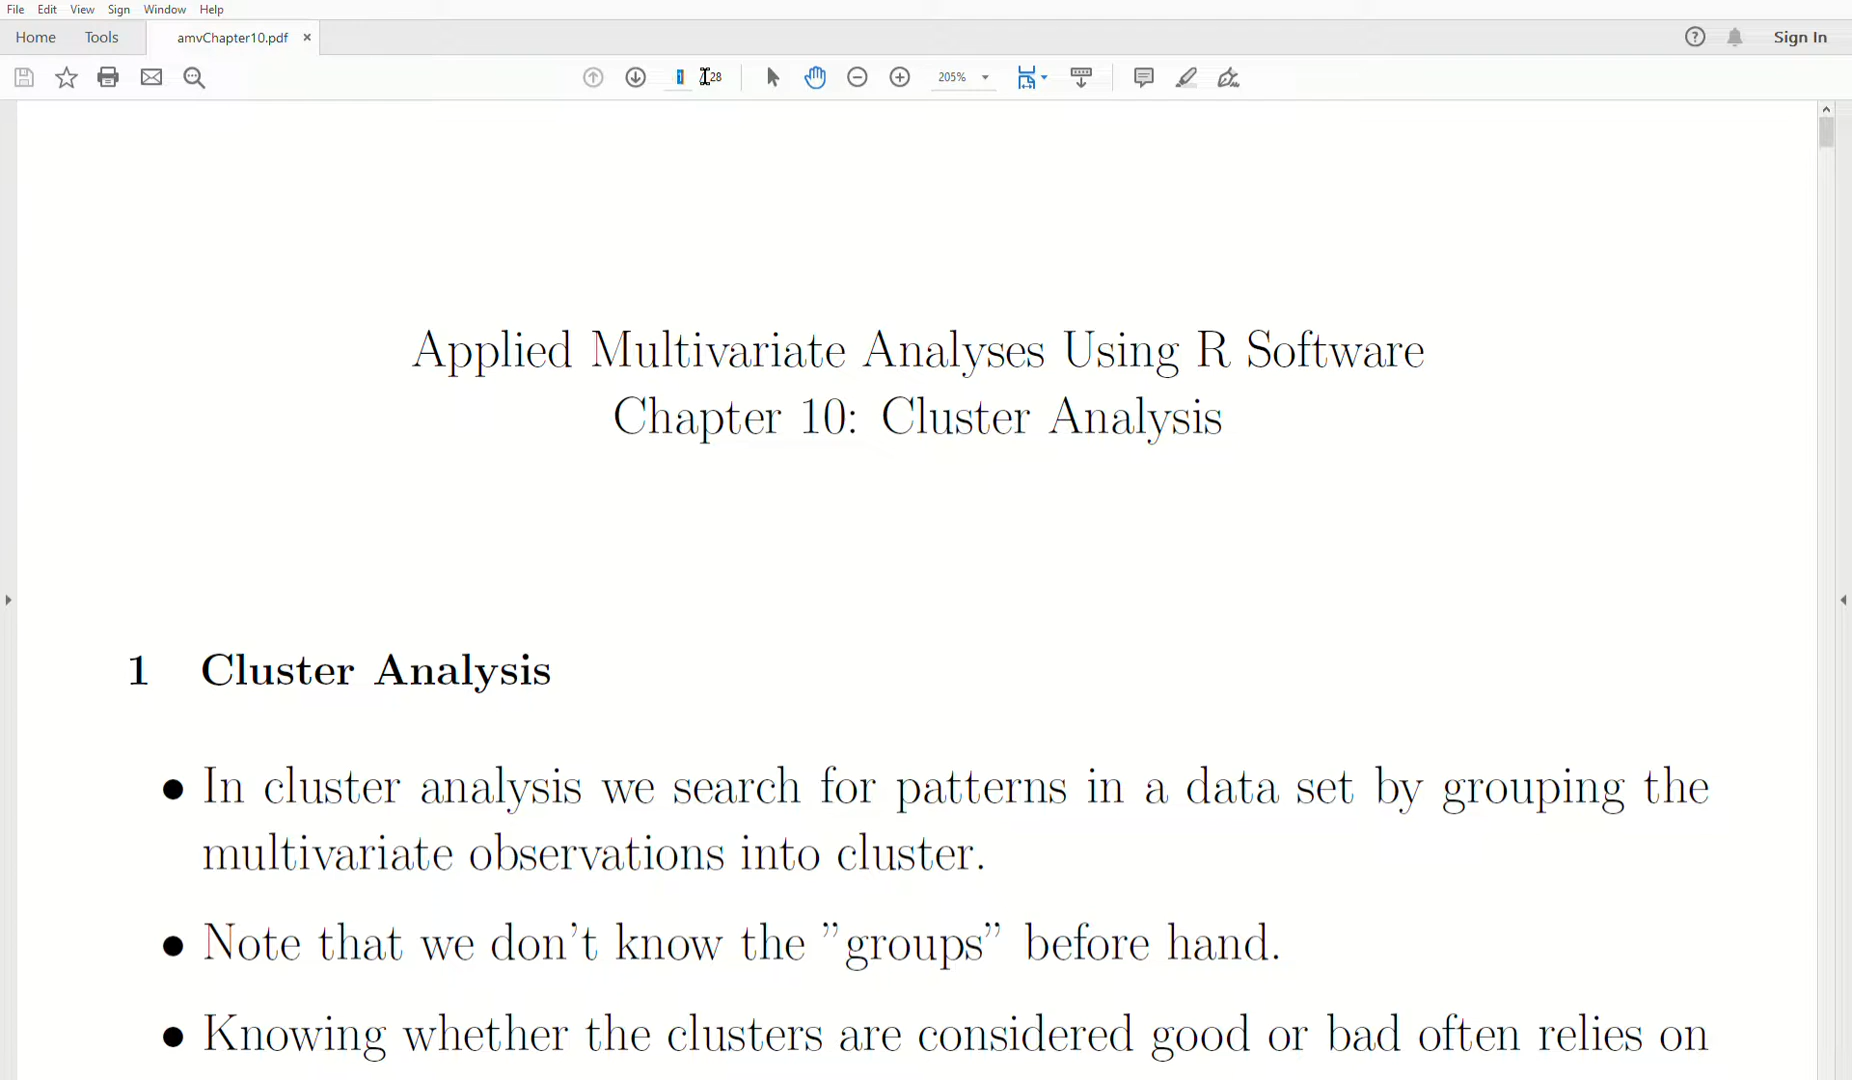 File Edit View Sign Window Help
Home Tools amvChapter10.pdf × Sign In
1 / 28 205%
Applied Multivariate Analyses Using R Software
Chapter 10: Cluster Analysis
1 Cluster Analysis
● In cluster analysis we search for patterns in a data set by grouping the
multivariate observations into cluster.
● Note that we don't know the ”groups” before hand.
● Knowing whether the clusters are considered good or bad often relies on